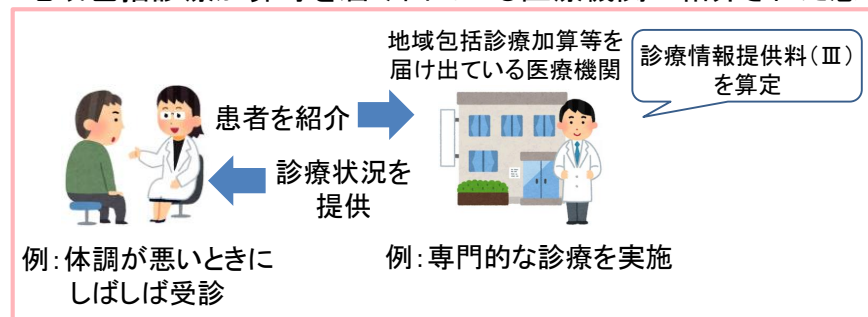 地域包括診療加算等を
届け出ている医療機関
診療情報提供料(Ⅲ)
を算定
患者を紹介
診療状況を
提供
例:体調が悪いときに
しばしば受診
例:専門的な診療を実施